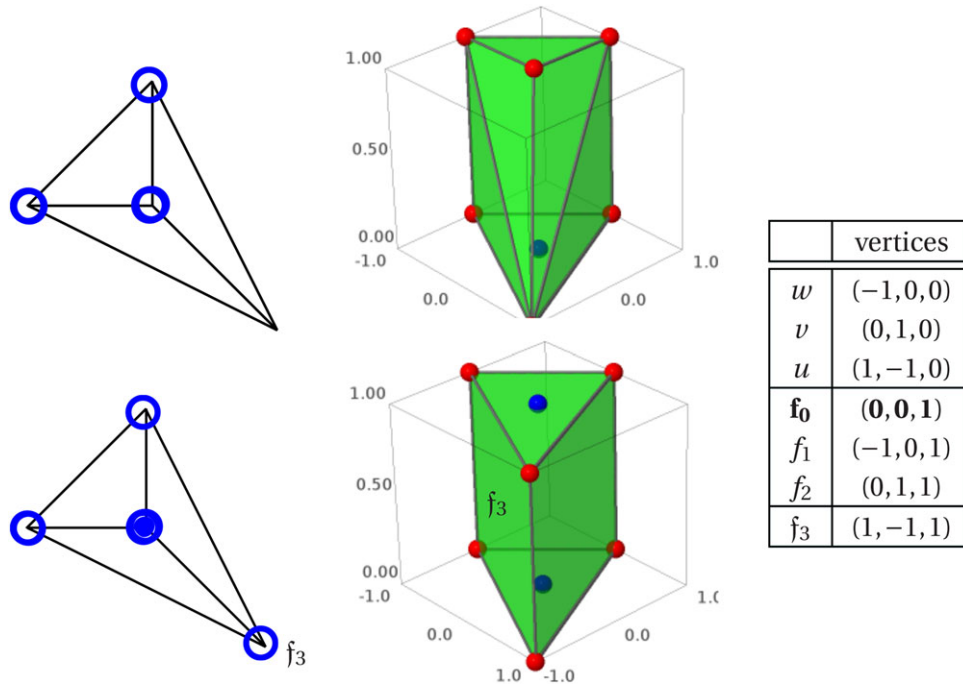 1.00
0.50
0.00
-1.0
0.0
0.0
1.0
vertices
w (−1,0,0)
v (0,1,0)
u (1,−1,0)
f₀ (0,0,1)
f₁ (−1,0,1)
f₂ (0,1,1)
𝔣₃ (1,−1,1)
1.00
0.50
0.00
-1.0
0.0
1.0
-1.0
0.0
1.0
𝔣₃
𝔣₃